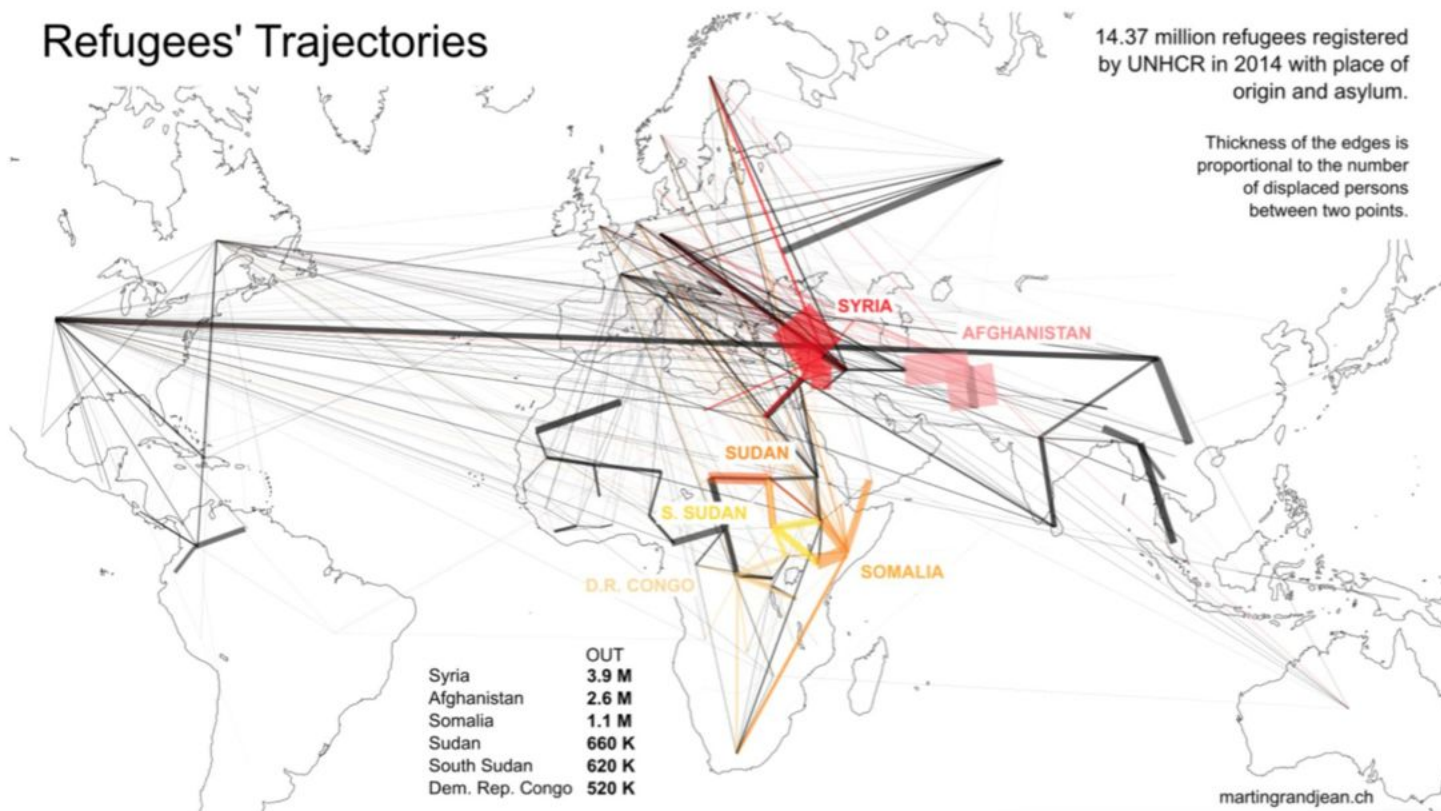 Refugees' Trajectories
14.37 million refugees registered
by UNHCR in 2014 with place of
origin and asylum.
Thickness of the edges is
proportional to the number
of displaced persons
between two points.
SYRIA
AFGHANISTAN
SUDAN
S. SUDAN
SOMALIA
D.R. CONGO
OUT
Syria 3.9 M
Afghanistan 2.6 M
Somalia 1.1 M
Sudan 660 K
South Sudan 620 K
Dem. Rep. Congo 520 K
martingrandjean.ch